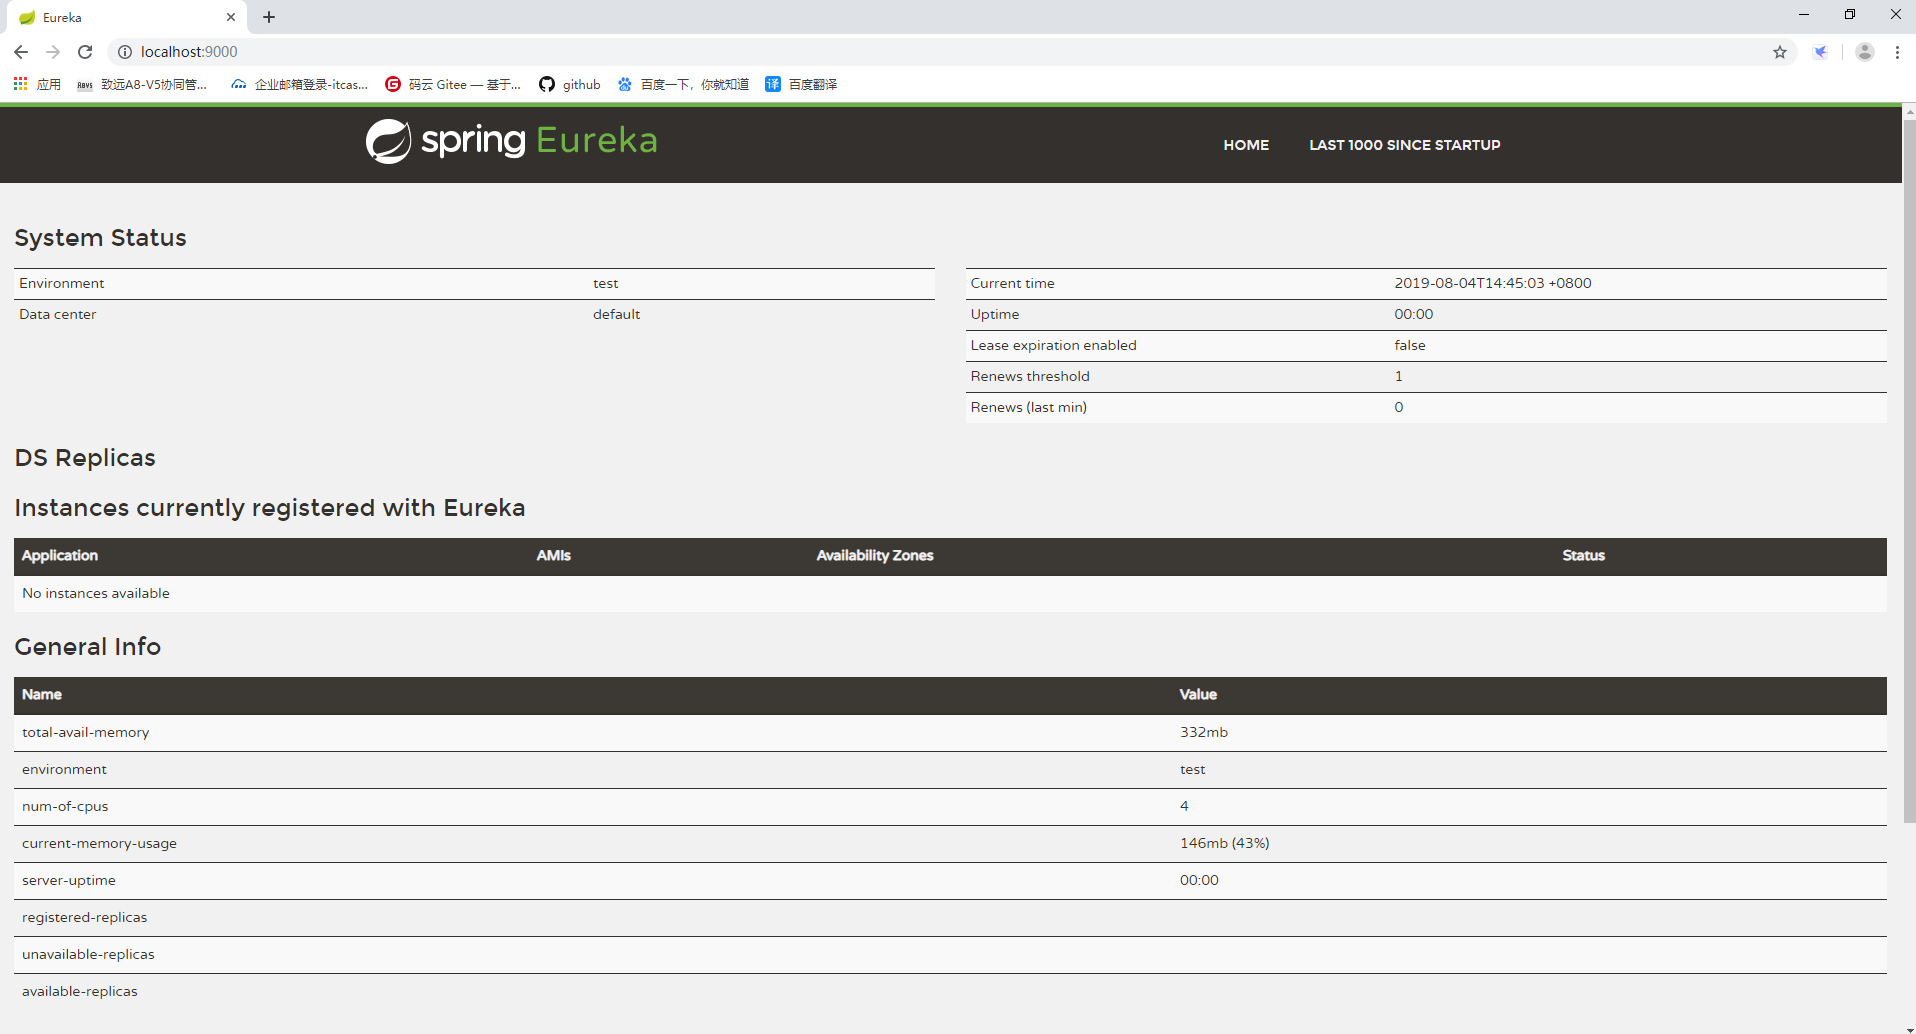 Eureka
localhost:9000
应用 致远A8-V5协同管... 企业邮箱登录-itcas... 码云 Gitee — 基于... github 百度一下，你就知道 译 百度翻译
spring Eureka
HOME LAST 1000 SINCE STARTUP
System Status
Environment test
Data center default
Current time 2019-08-04T14:45:03 +0800
Uptime 00:00
Lease expiration enabled false
Renews threshold 1
Renews (last min) 0
DS Replicas
Instances currently registered with Eureka
Application AMIs Availability Zones Status
No instances available
General Info
Name Value
total-avail-memory 332mb
environment test
num-of-cpus 4
current-memory-usage 146mb (43%)
server-uptime 00:00
registered-replicas
unavailable-replicas
available-replicas